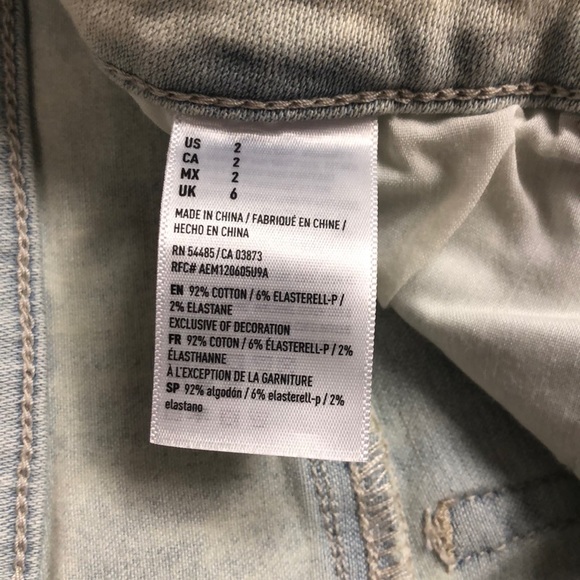 US 2
CA 2
MX 2
UK 6
MADE IN CHINA / FABRIQUÉ EN CHINE /
HECHO EN CHINA
RN 54485/CA 03873
RFC# AEM120605U9A
EN 92% COTTON / 6% ELASTERELL-P /
2% ELASTANE
EXCLUSIVE OF DECORATION
FR 92% COTON / 6% ÉLASTERELL-P / 2%
ÉLASTHANNE
À L'EXCEPTION DE LA GARNITURE
SP 92% algodón / 6% elasterell-p / 2%
elastano